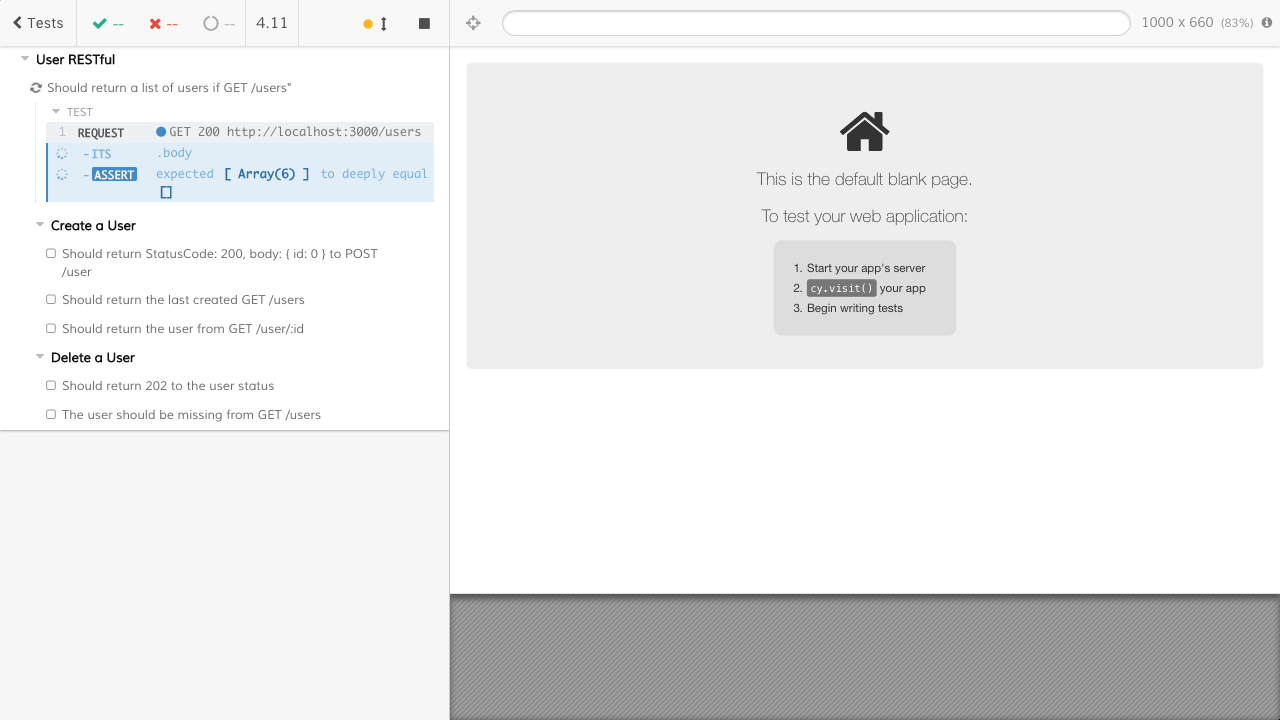 Tests
--
--
--
4.11
1000 x 660 (83%)
User RESTful
Should return a list of users if GET /users"
TEST
1 REQUEST GET 200 http://localhost:3000/users
-ITS .body
-ASSERT expected [ Array(6) ] to deeply equal
[]
Create a User
Should return StatusCode: 200, body: { id: 0 } to POST
/user
Should return the last created GET /users
Should return the user from GET /user/:id
Delete a User
Should return 202 to the user status
The user should be missing from GET /users
This is the default blank page.
To test your web application:
1. Start your app's server
2. cy.visit() your app
3. Begin writing tests